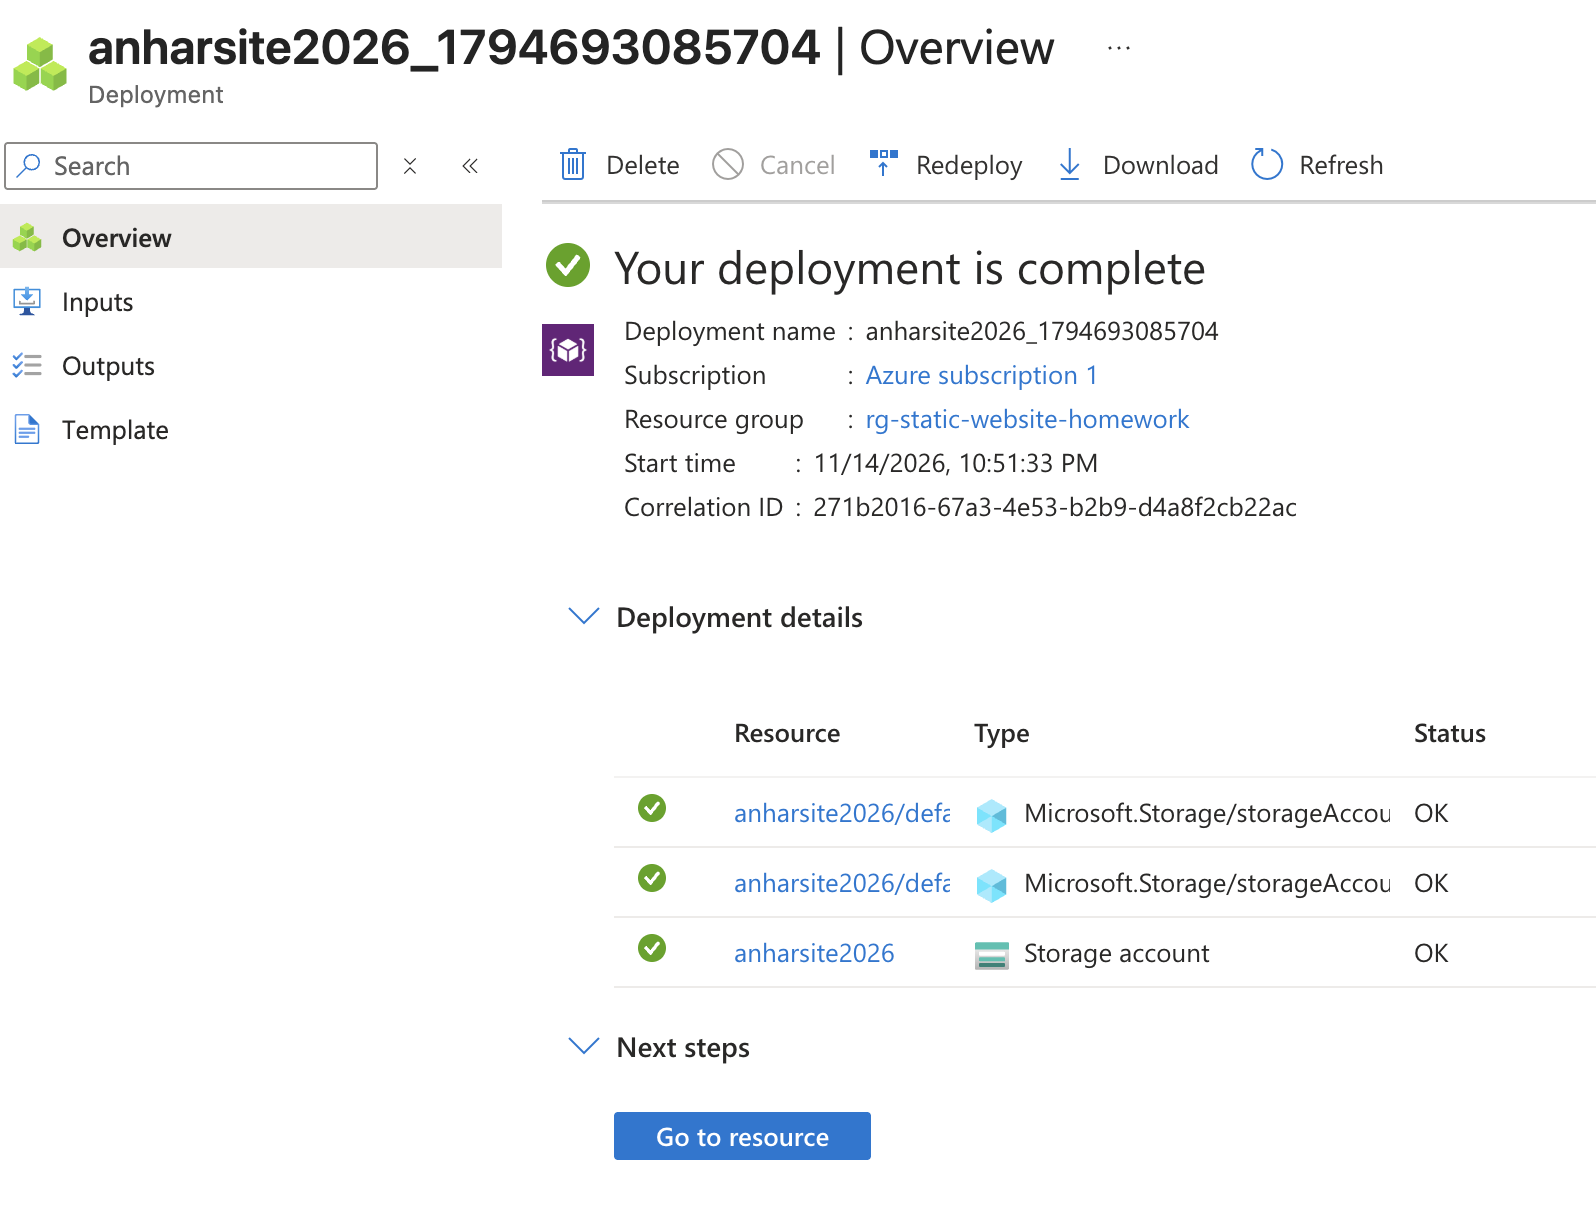 anharsite2026_1794693085704 | Overview ...
Deployment
Search
Delete Cancel Redeploy Download Refresh
Overview
Inputs
Outputs
Template
Your deployment is complete
Deployment name : anharsite2026_1794693085704
Subscription : Azure subscription 1
Resource group : rg-static-website-homework
Start time : 11/14/2026, 10:51:33 PM
Correlation ID : 271b2016-67a3-4e53-b2b9-d4a8f2cb22ac
Deployment details
Resource Type Status
anharsite2026/defa Microsoft.Storage/storageAccou OK
anharsite2026/defa Microsoft.Storage/storageAccou OK
anharsite2026 Storage account OK
Next steps
Go to resource